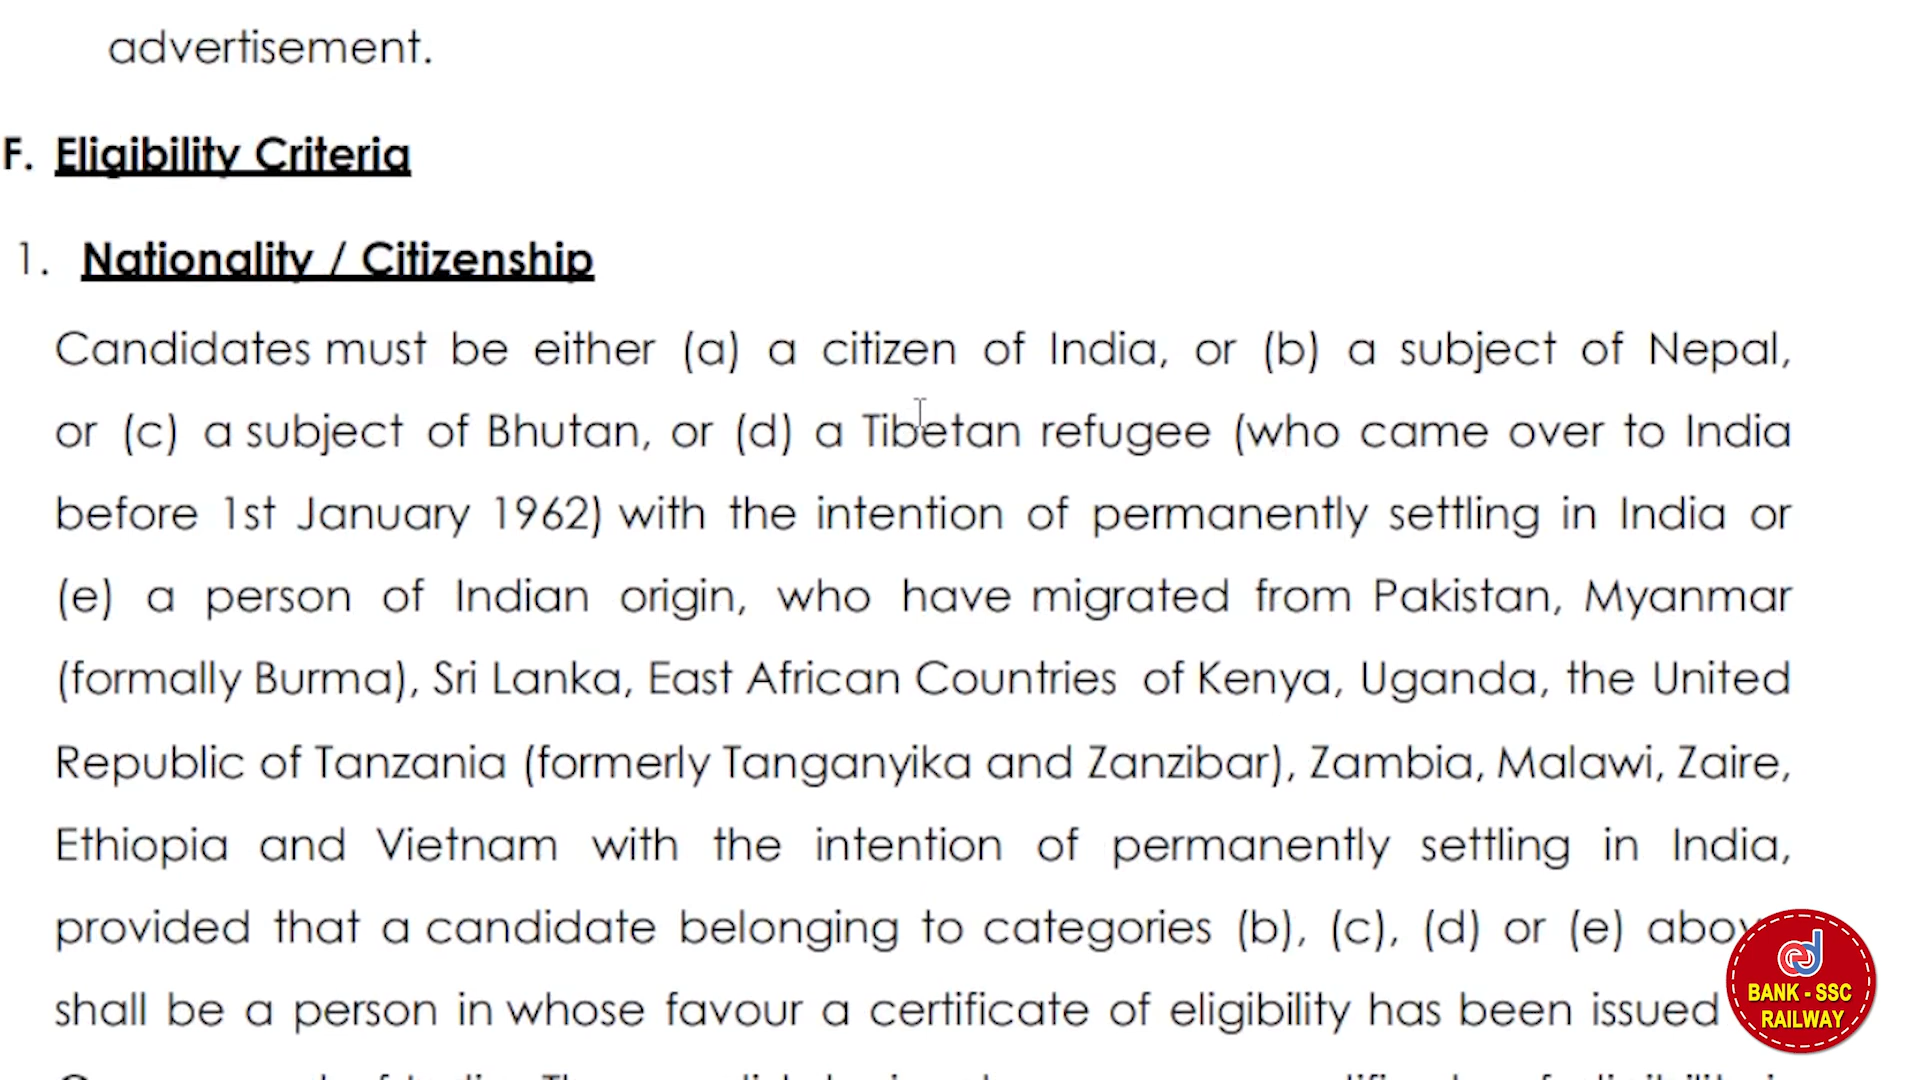 advertisement.
F. Eligibility Criteria
1. Nationality / Citizenship
Candidates must be either (a) a citizen of India, or (b) a subject of Nepal,
or (c) a subject of Bhutan, or (d) a Tibetan refugee (who came over to India
before 1st January 1962) with the intention of permanently settling in India or
(e) a person of Indian origin, who have migrated from Pakistan, Myanmar
(formally Burma), Sri Lanka, East African Countries of Kenya, Uganda, the United
Republic of Tanzania (formerly Tanganyika and Zanzibar), Zambia, Malawi, Zaire,
Ethiopia and Vietnam with the intention of permanently settling in India,
provided that a candidate belonging to categories (b), (c), (d) or (e)
shall be a person in whose favour a certificate of eligibility has been issued
BANK - SSC
RAILWAY